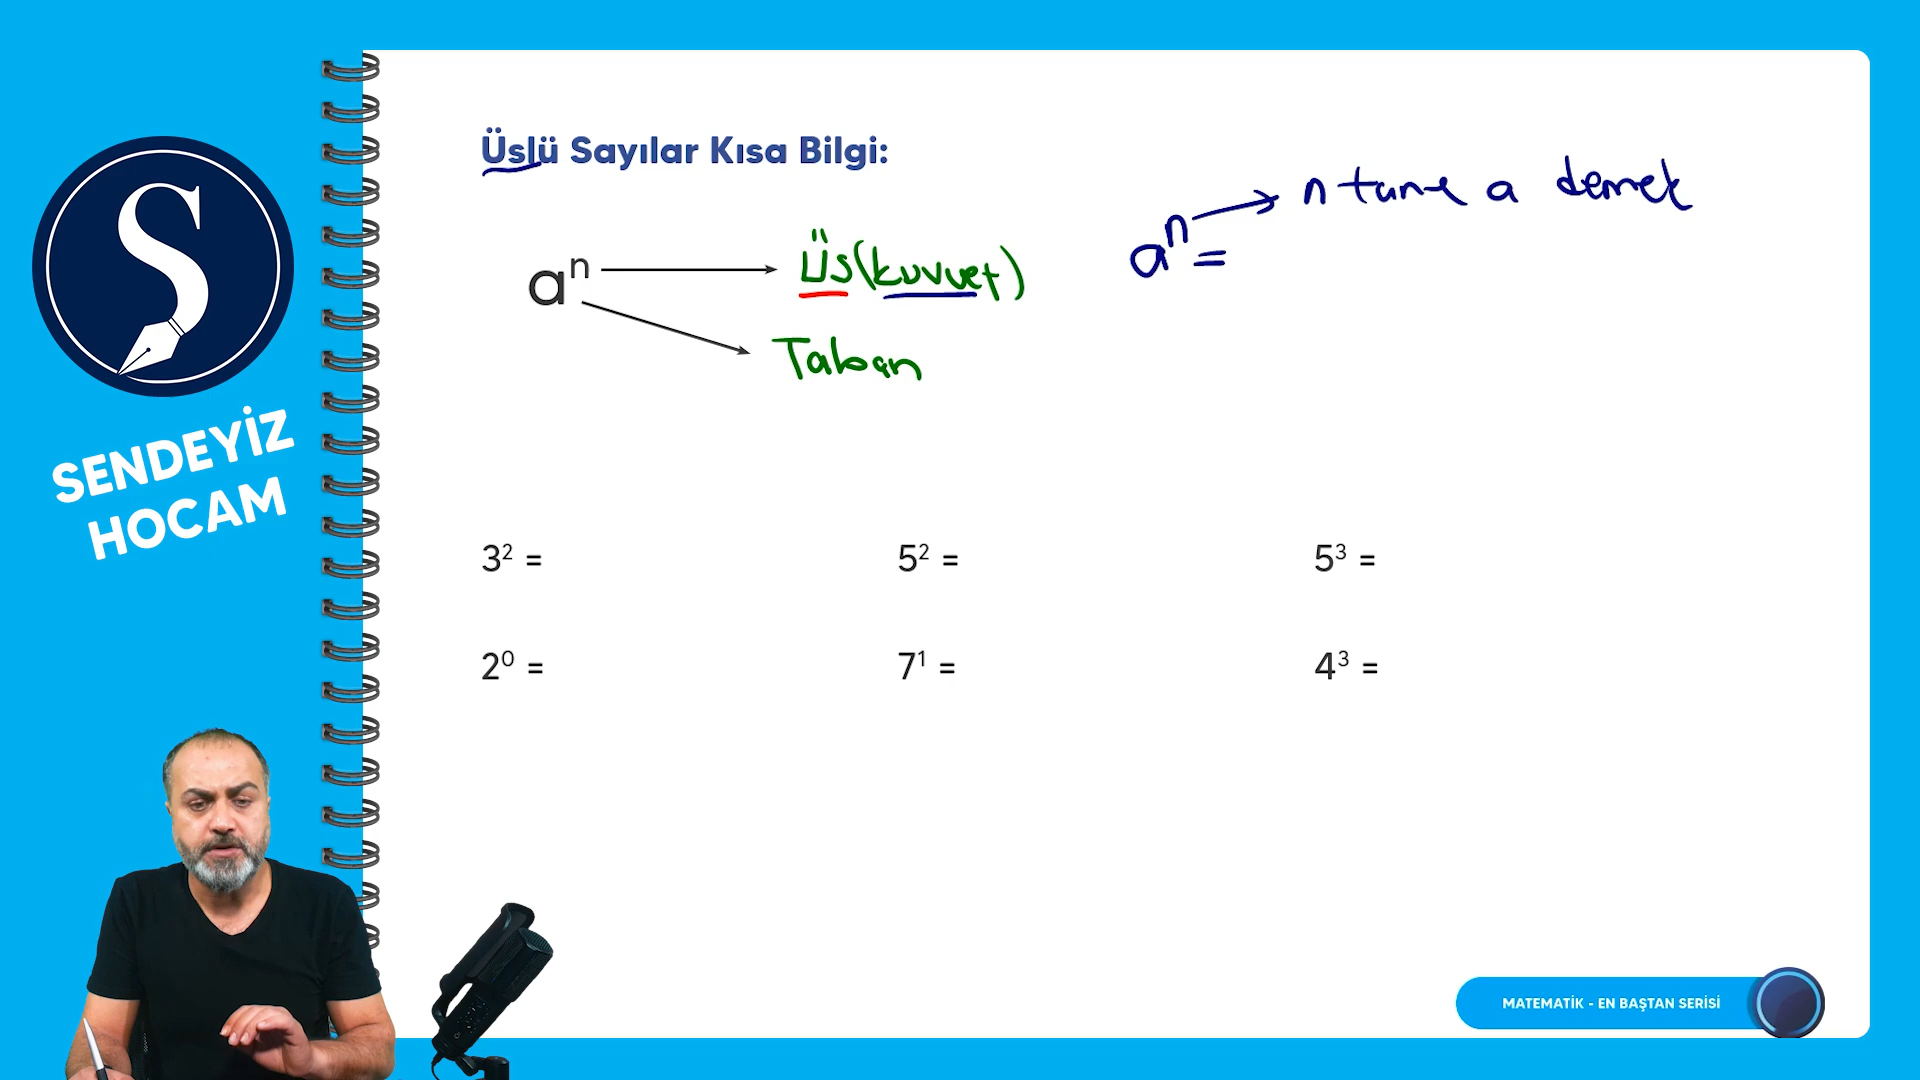 SENDEYİZ
HOCAM
Üslü Sayılar Kısa Bilgi:
aⁿ
Üs(kuvvet)
Taban
aⁿ =
n tane a demek
3² =
5² =
5³ =
2⁰ =
7¹ =
4³ =
MATEMATİK - EN BAŞTAN SERİSİ